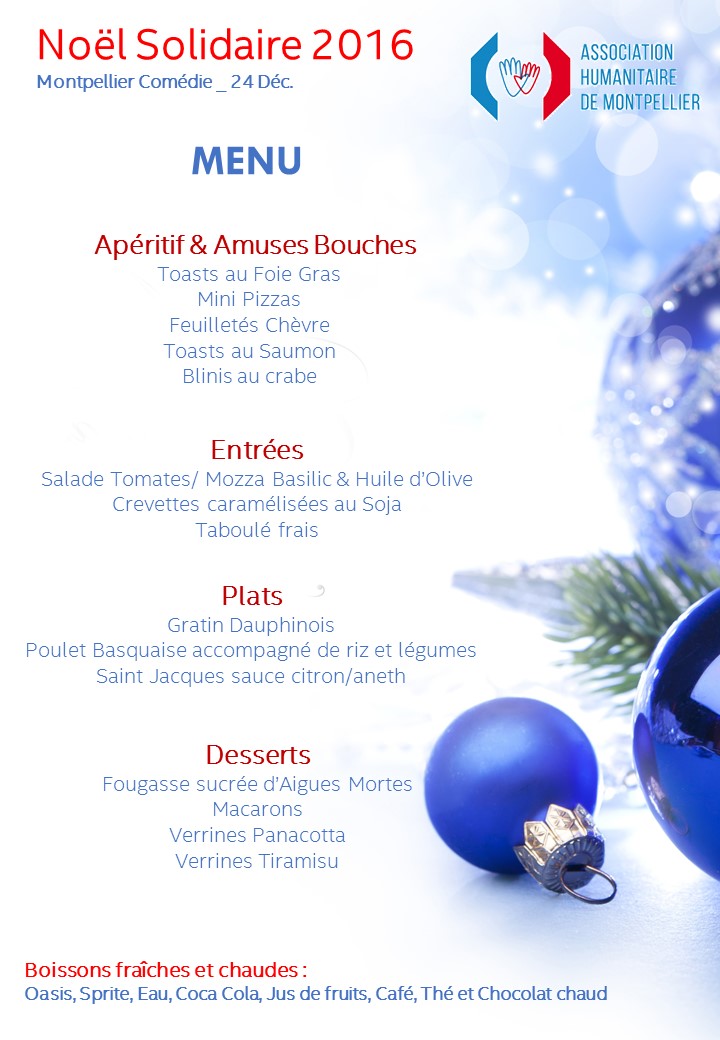 Noël Solidaire 2016
Montpellier Comédie _ 24 Déc.
ASSOCIATION
HUMANITAIRE
DE MONTPELLIER
MENU
Apéritif & Amuses Bouches
Toasts au Foie Gras
Mini Pizzas
Feuilletés Chèvre
Toasts au Saumon
Blinis au crabe
Entrées
Salade Tomates/ Mozza Basilic & Huile d’Olive
Crevettes caramélisées au Soja
Taboulé frais
Plats
Gratin Dauphinois
Poulet Basquaise accompagné de riz et légumes
Saint Jacques sauce citron/aneth
Desserts
Fougasse sucrée d’Aigues Mortes
Macarons
Verrines Panacotta
Verrines Tiramisu
Boissons fraîches et chaudes :
Oasis, Sprite, Eau, Coca Cola, Jus de fruits, Café, Thé et Chocolat chaud